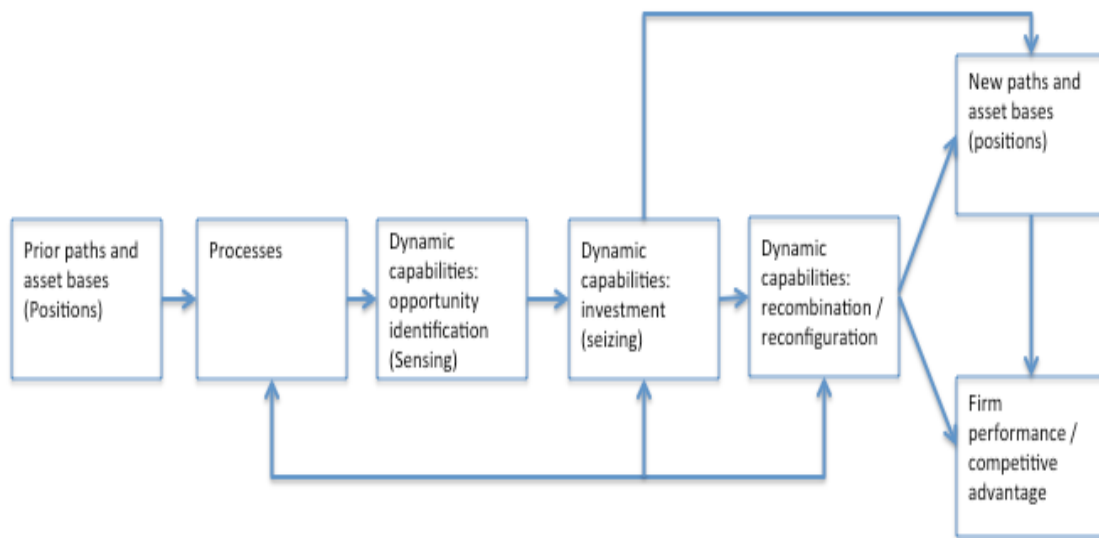 Prior paths and
asset bases
(Positions)
Processes
Dynamic
capabilities:
opportunity
identification
(Sensing)
Dynamic
capabilities:
investment
(seizing)
Dynamic
capabilities:
recombination /
reconfiguration
New paths and
asset bases
(positions)
Firm
performance /
competitive
advantage